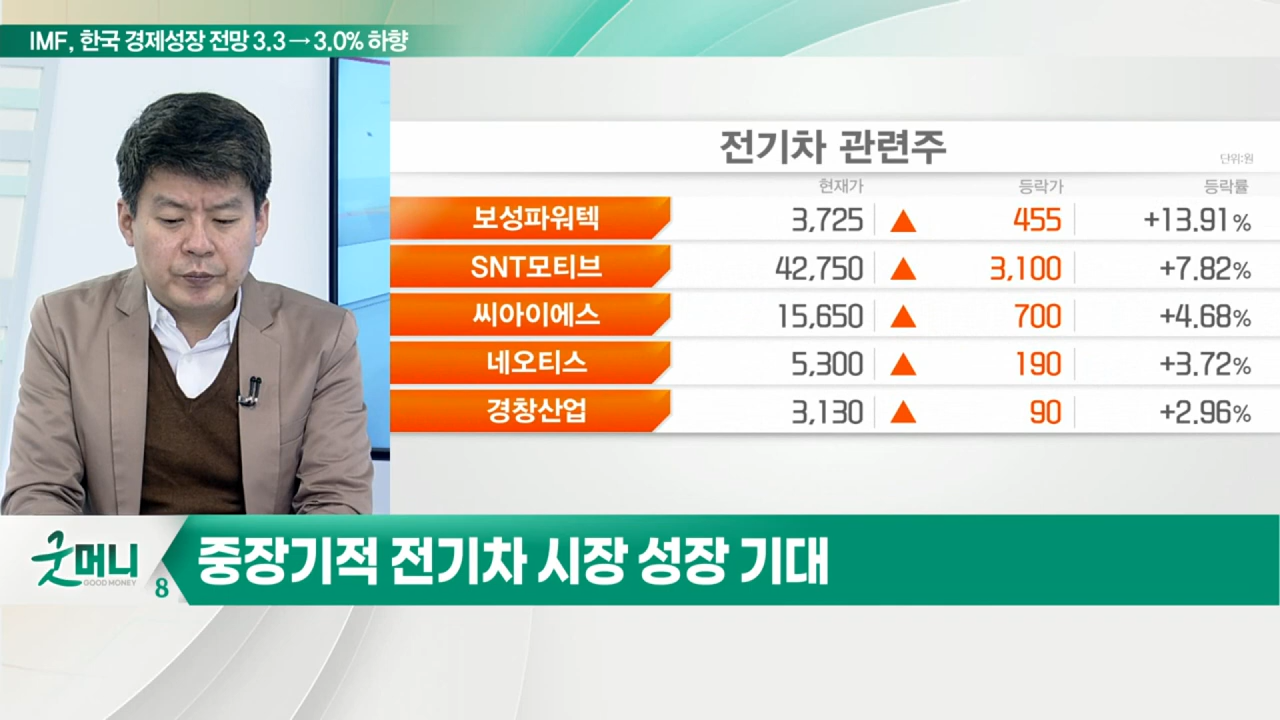 IMF, 한국 경제성장 전망 3.3→3.0% 하향
전기차 관련주
단위:원
현재가 등락가 등락률
보성파워텍 3,725 ▲ 455 +13.91%
SNT모티브 42,750 ▲ 3,100 +7.82%
씨아이에스 15,650 ▲ 700 +4.68%
네오티스 5,300 ▲ 190 +3.72%
경창산업 3,130 ▲ 90 +2.96%
굿머니
GOOD MONEY
8
중장기적 전기차 시장 성장 기대